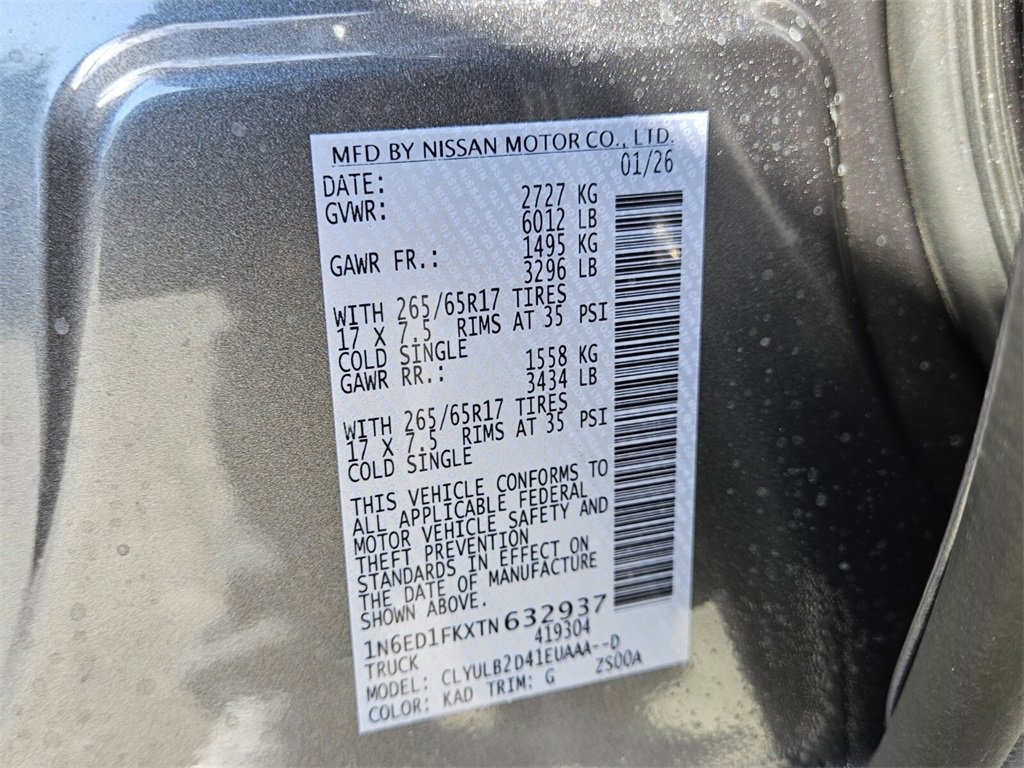 MFD BY NISSAN MOTOR CO., LTD.
DATE: 01/26
GVWR: 2727 KG
6012 LB
GAWR FR.: 1495 KG
3296 LB
WITH 265/65R17 TIRES
17 X 7.5 RIMS AT 35 PSI
COLD SINGLE
GAWR RR.: 1558 KG
3434 LB
WITH 265/65R17 TIRES
17 X 7.5 RIMS AT 35 PSI
COLD SINGLE
THIS VEHICLE CONFORMS TO
ALL APPLICABLE FEDERAL
MOTOR VEHICLE SAFETY AND
THEFT PREVENTION
STANDARDS IN EFFECT ON
THE DATE OF MANUFACTURE
SHOWN ABOVE.
1N6ED1FKXTN632937
TRUCK 419304
MODEL: CLYULB2D41EUAAA--D
COLOR: KAD TRIM: G ZS00A